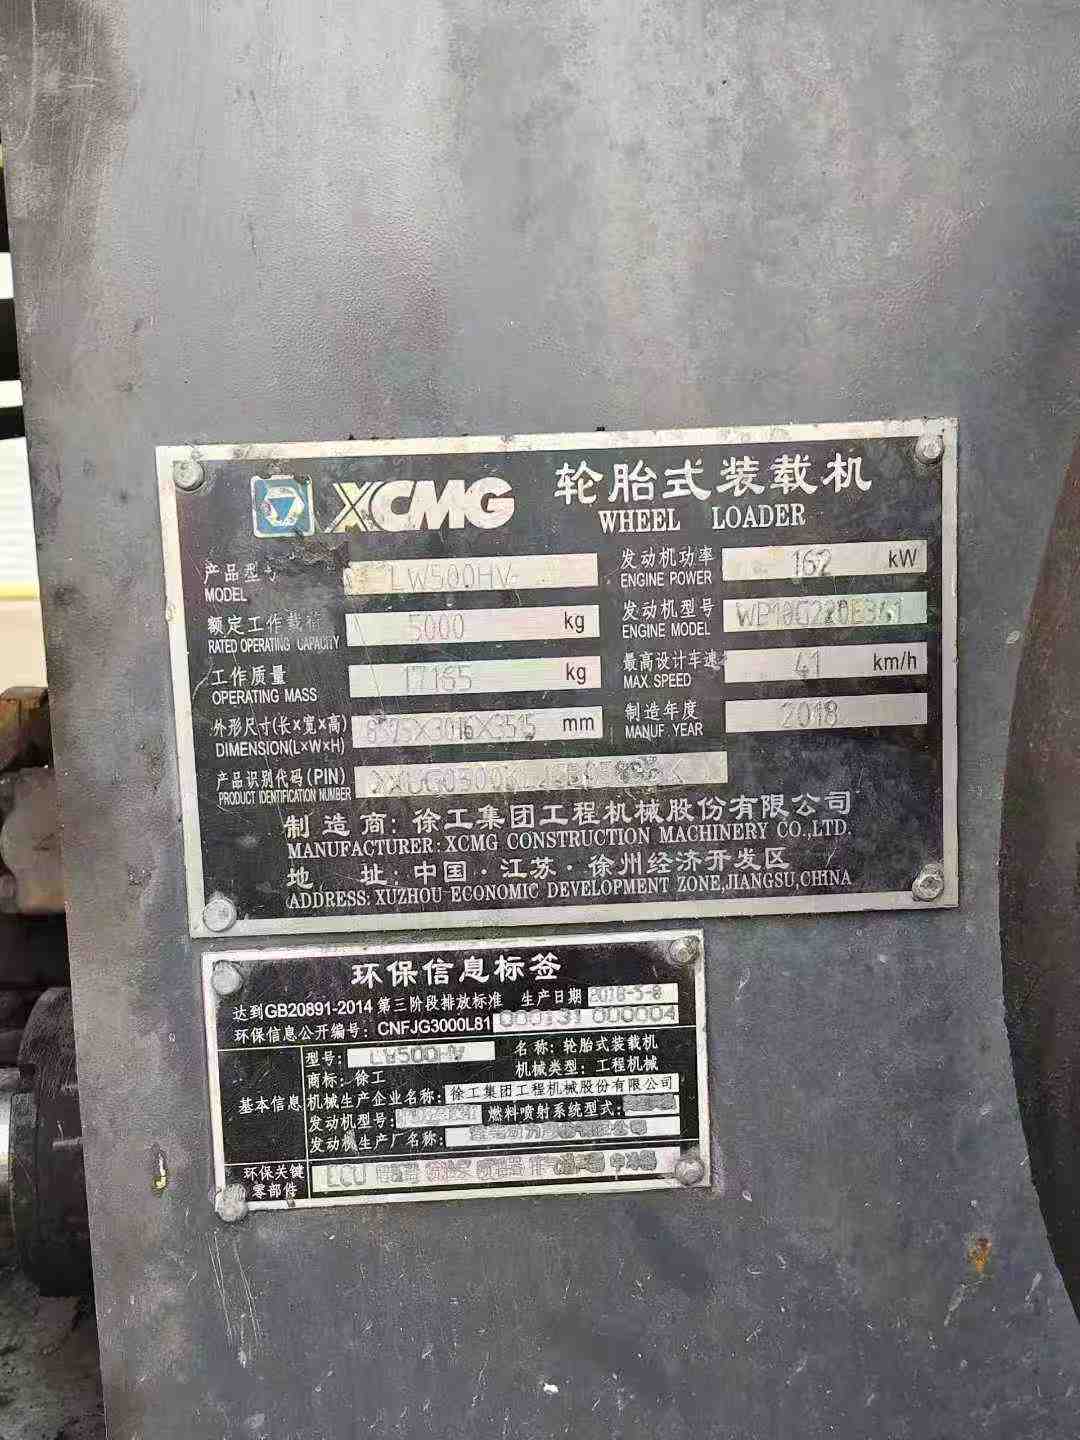 XCMG 轮胎式装载机
WHEEL LOADER
产品型号 LW500HV 发动机功率 162 kW
MODEL ENGINE POWER
额定工作载荷 5000 kg 发动机型号
RATED OPERATING CAPACITY ENGINE MODEL
工作质量 17165 kg 最高设计车速 41 km/h
OPERATING MASS MAX. SPEED
外形尺寸(长×宽×高) X3016X3515 mm 制造年度 2018
DIMENSION(L×W×H) MANUF. YEAR
产品识别代码(PIN)
PRODUCT IDENTIFICATION NUMBER
制 造 商: 徐工集团工程机械股份有限公司
MANUFACTURER: XCMG CONSTRUCTION MACHINERY CO.,LTD.
地 址: 中国·江苏·徐州经济开发区
ADDRESS: XUZHOU ECONOMIC DEVELOPMENT ZONE,JIANGSU,CHINA
环保信息标签
达到GB20891-2014 第三阶段排放标准 生产日期 2018-5-8
环保信息公开编号: CNFJG3000L81 000131 000004
型号: LW500HV 名称: 轮胎式装载机
商标: 徐工 机械类型: 工程机械
基本信息 机械生产企业名称: 徐工集团工程机械股份有限公司
发动机型号: 燃料喷射系统型式:
发动机生产厂名称:
环保关键零部件 ECU